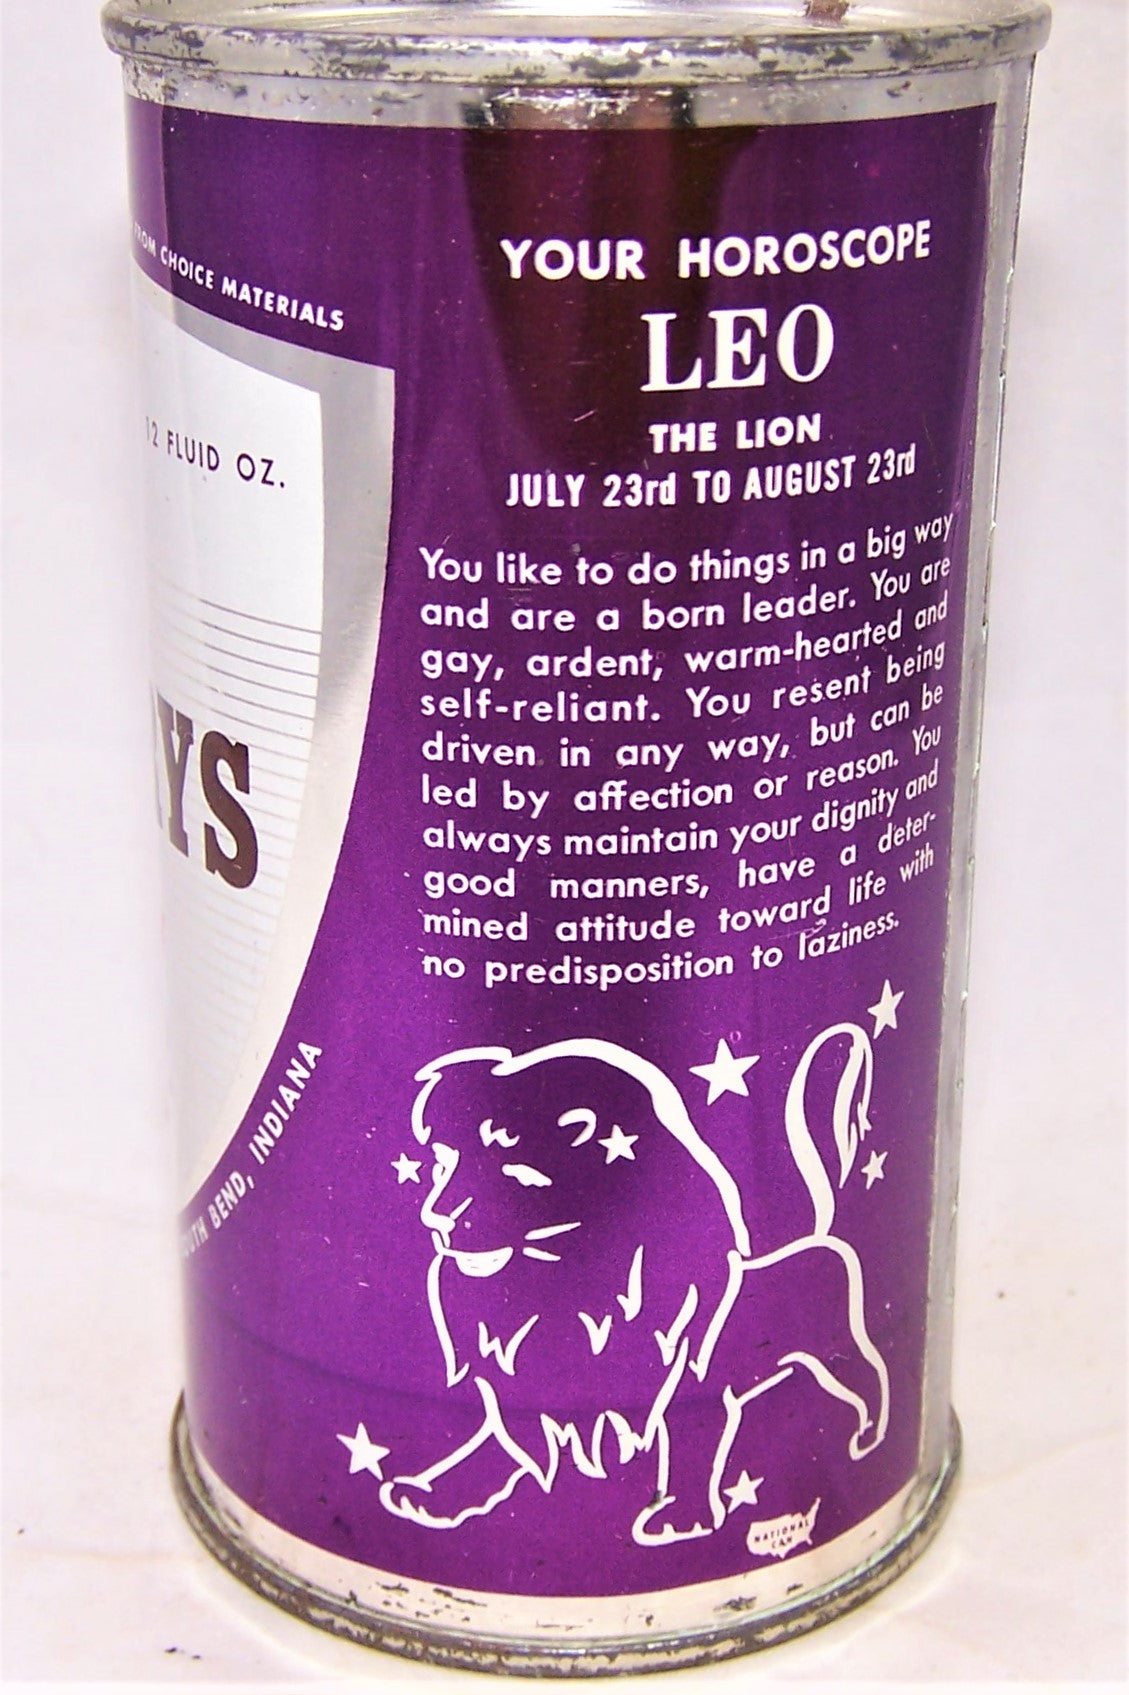 FROM CHOICE MATERIALS
12 FLUID OZ.
YS
SOUTH BEND, INDIANA
YOUR HOROSCOPE
LEO
THE LION
JULY 23rd TO AUGUST 23rd
You like to do things in a big way
and are a born leader. You are
gay, ardent, warm-hearted and
self-reliant. You resent being
driven in any way, but can be
led by affection or reason. You
always maintain your dignity and
good manners, have a deter-
mined attitude toward life with
no predisposition to laziness.
NATIONAL
CAN